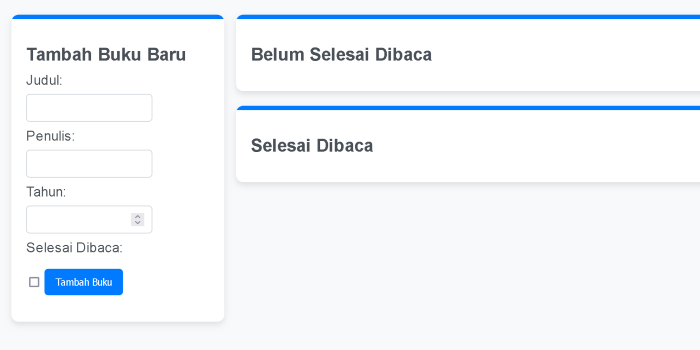 Tambah Buku Baru
Judul:
Penulis:
Tahun:
Selesai Dibaca:
Tambah Buku
Belum Selesai Dibaca
Selesai Dibaca